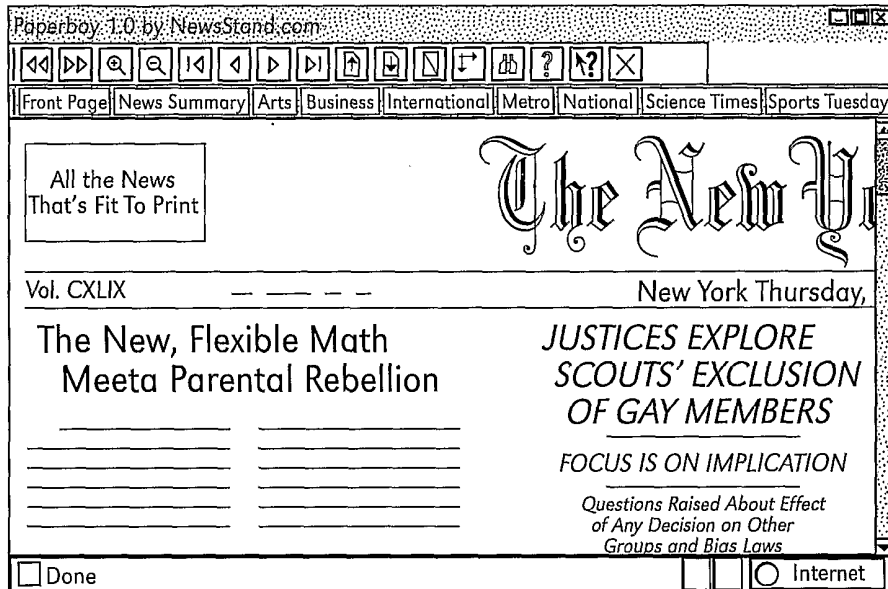 Paperboy 1.0 by NewsStand.com
Front Page News Summary Arts Business International Metro National Science Times Sports Tuesday
All the News
That's Fit To Print
The New Yo
Vol. CXLIX
New York Thursday,
The New, Flexible Math
Meeta Parental Rebellion
JUSTICES EXPLORE
SCOUTS' EXCLUSION
OF GAY MEMBERS
FOCUS IS ON IMPLICATION
Questions Raised About Effect
of Any Decision on Other
Groups and Bias Laws
Done
Internet